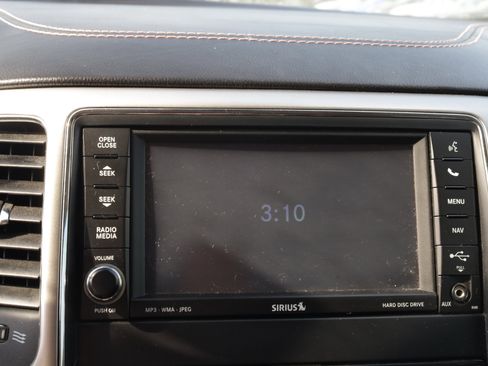 OPEN
CLOSE
SEEK
SEEK
RADIO
MEDIA
VOLUME
PUSH
3:10
MP3 · WMA · JPEG
SIRIUS
HARD DISC DRIVE
MENU
NAV
AUX